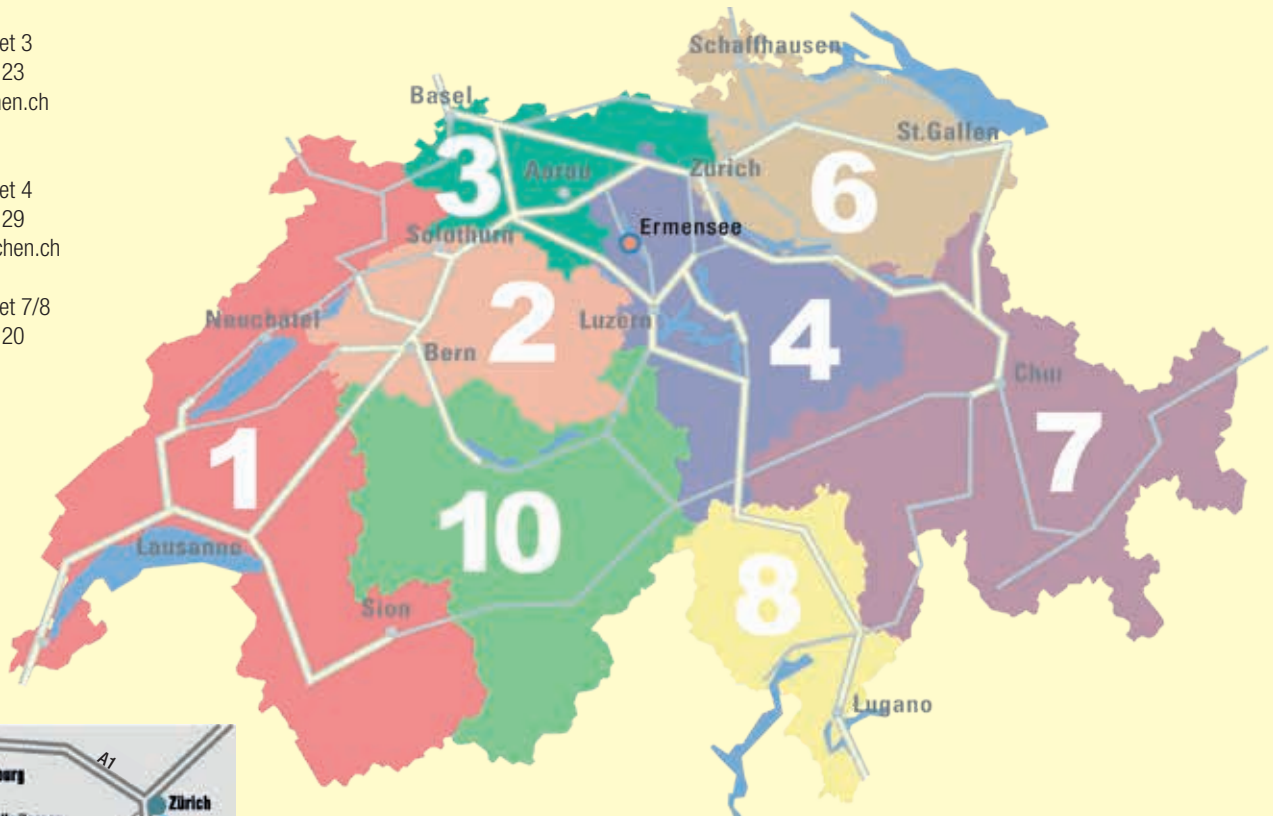 et 3
23
en.ch
et 4
29
chen.ch
et 7/8
20
Schaffhausen
Basel
St.Gallen
3
Aarau
Zürich
6
Ermensee
Solothurn
2
4
Neuchâtel
Luzern
Bern
Chur
7
1
10
Lausanne
8
Sion
Lugano
A1
burg
Zürich